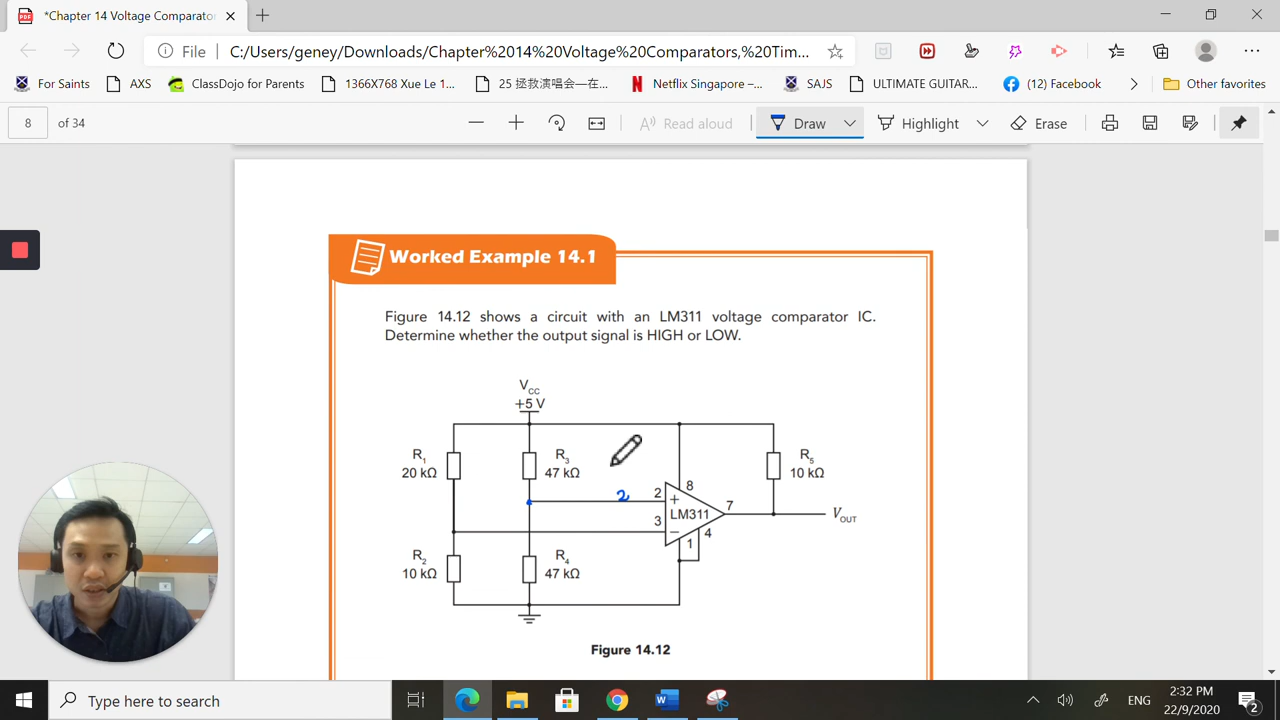 *Chapter 14 Voltage Comparator
File C:/Users/geney/Downloads/Chapter%2014%20Voltage%20Comparators,%20Tim...
For Saints AXS ClassDojo for Parents 1366X768 Xue Le 1... 25 拯救演唱会—在... Netflix Singapore –... SAJS ULTIMATE GUITAR... (12) Facebook Other favorites
8 of 34 Read aloud Draw Highlight Erase
Worked Example 14.1
Figure 14.12 shows a circuit with an LM311 voltage comparator IC.
Determine whether the output signal is HIGH or LOW.
VCC
+5 V
R1
20 kΩ
R3
47 kΩ
R5
10 kΩ
2
2
8
+
LM311
7
VOUT
3
−
4
1
R2
10 kΩ
R4
47 kΩ
Figure 14.12
Type here to search
ENG
2:32 PM
22/9/2020
2